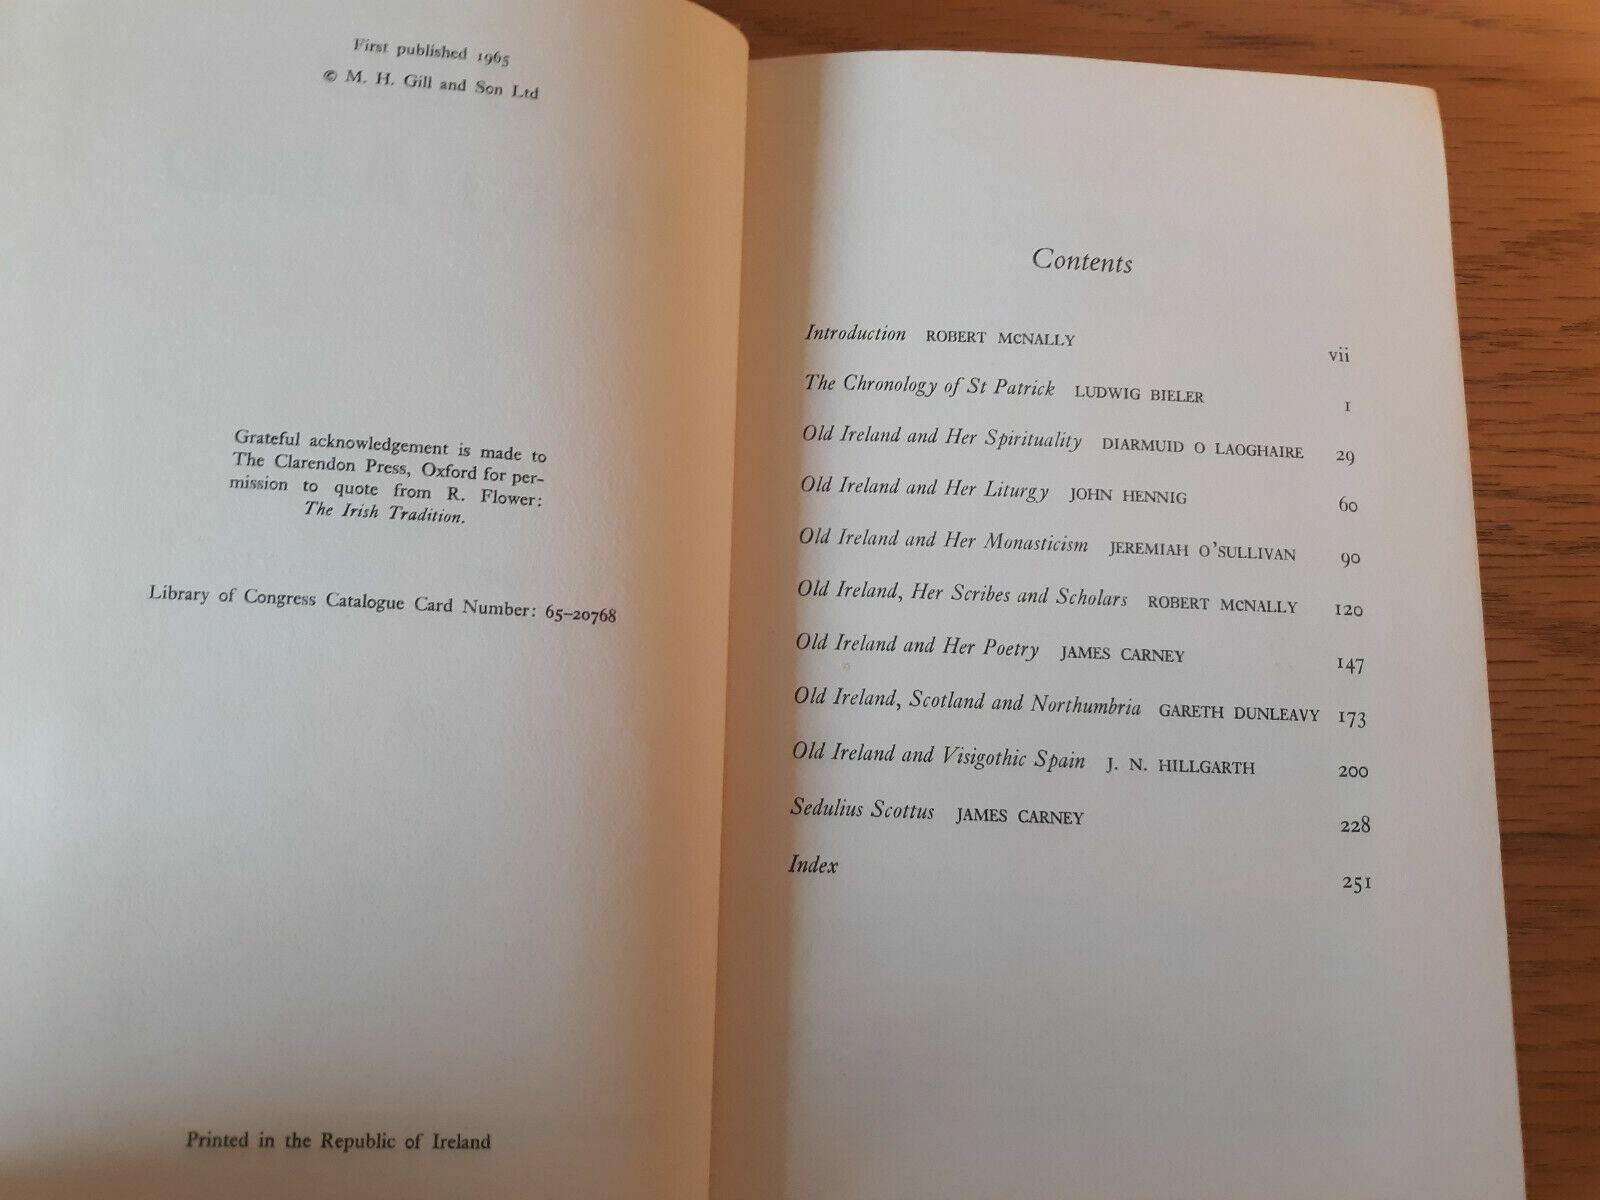 First published 1965
© M. H. Gill and Son Ltd
Grateful acknowledgement is made to
The Clarendon Press, Oxford for per-
mission to quote from R. Flower:
The Irish Tradition.
Library of Congress Catalogue Card Number: 65–20768
Printed in the Republic of Ireland
Contents
Introduction ROBERT MCNALLY vii
The Chronology of St Patrick LUDWIG BIELER 1
Old Ireland and Her Spirituality DIARMUID O LAOGHAIRE 29
Old Ireland and Her Liturgy JOHN HENNIG 60
Old Ireland and Her Monasticism JEREMIAH O'SULLIVAN 90
Old Ireland, Her Scribes and Scholars ROBERT MCNALLY 120
Old Ireland and Her Poetry JAMES CARNEY 147
Old Ireland, Scotland and Northumbria GARETH DUNLEAVY 173
Old Ireland and Visigothic Spain J. N. HILLGARTH 200
Sedulius Scottus JAMES CARNEY 228
Index 251